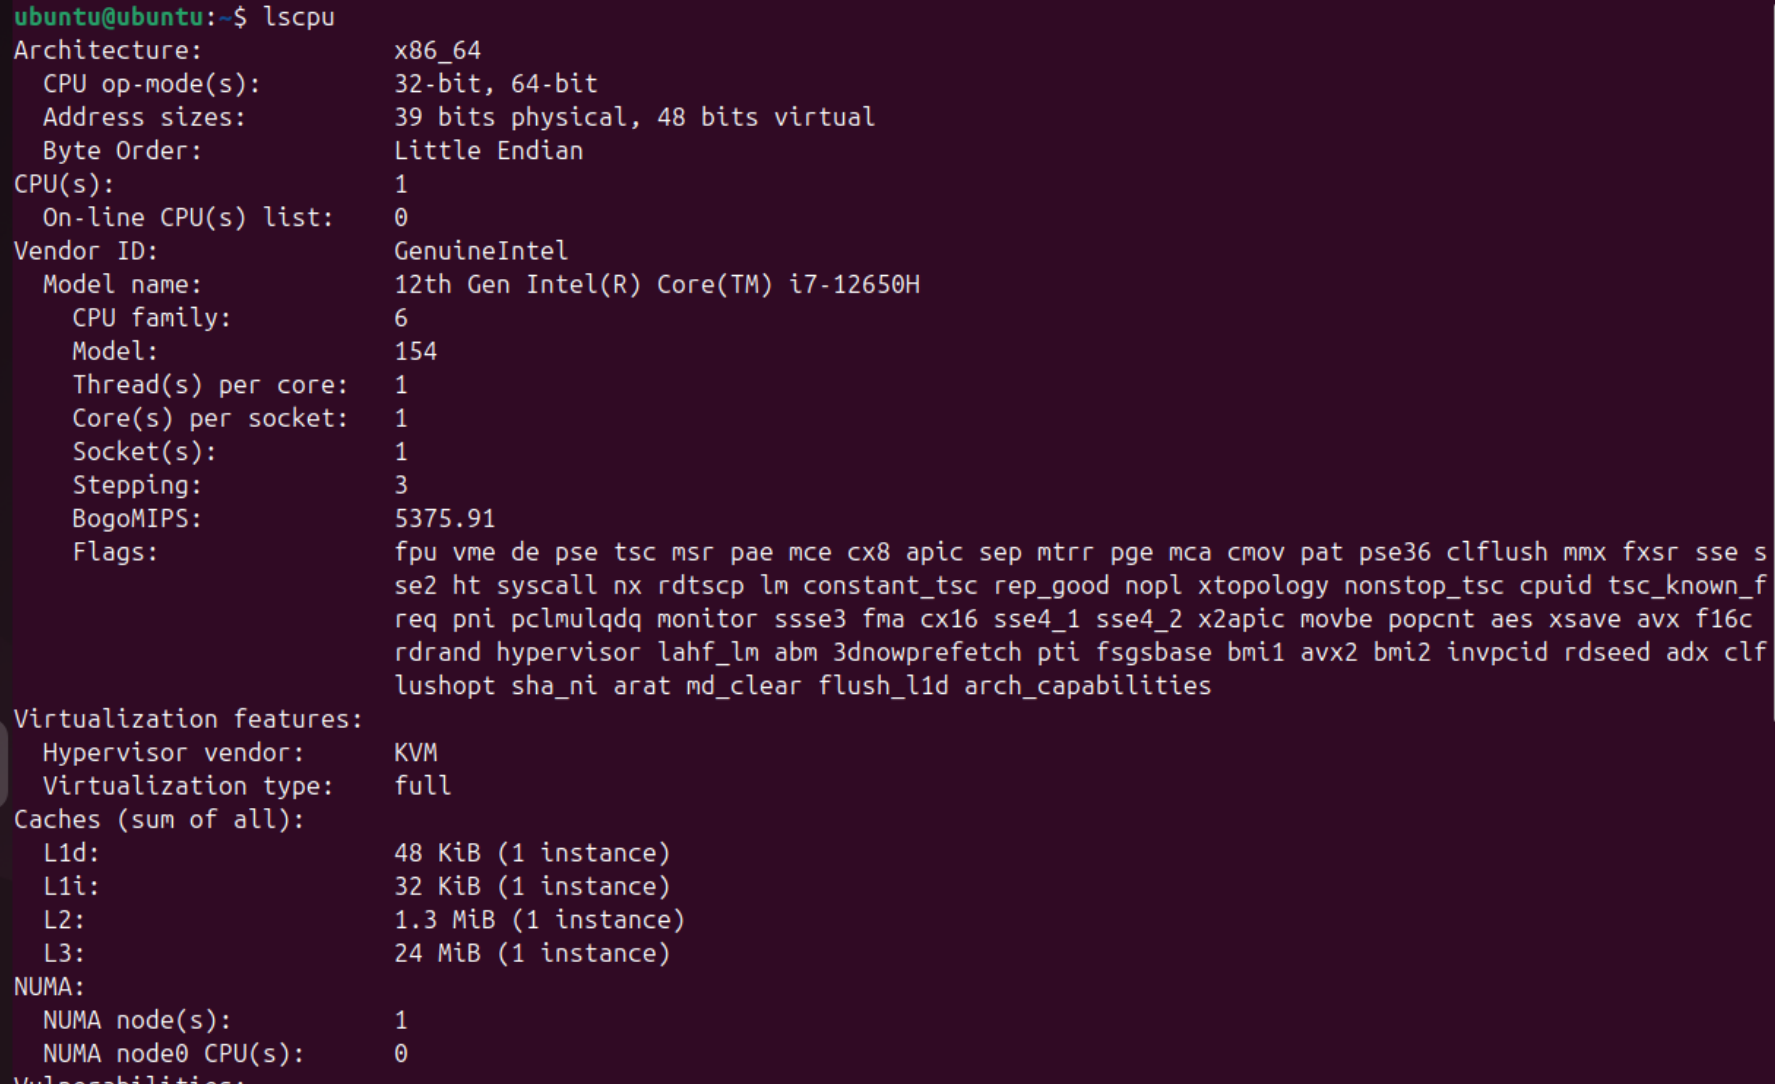 ubuntu@ubuntu:~$ lscpu
Architecture: x86_64
CPU op-mode(s): 32-bit, 64-bit
Address sizes: 39 bits physical, 48 bits virtual
Byte Order: Little Endian
CPU(s): 1
On-line CPU(s) list: 0
Vendor ID: GenuineIntel
Model name: 12th Gen Intel(R) Core(TM) i7-12650H
CPU family: 6
Model: 154
Thread(s) per core: 1
Core(s) per socket: 1
Socket(s): 1
Stepping: 3
BogoMIPS: 5375.91
Flags: fpu vme de pse tsc msr pae mce cx8 apic sep mtrr pge mca cmov pat pse36 clflush mmx fxsr sse s
se2 ht syscall nx rdtscp lm constant_tsc rep_good nopl xtopology nonstop_tsc cpuid tsc_known_f
req pni pclmulqdq monitor ssse3 fma cx16 sse4_1 sse4_2 x2apic movbe popcnt aes xsave avx f16c
rdrand hypervisor lahf_lm abm 3dnowprefetch pti fsgsbase bmi1 avx2 bmi2 invpcid rdseed adx clf
lushopt sha_ni arat md_clear flush_l1d arch_capabilities
Virtualization features:
Hypervisor vendor: KVM
Virtualization type: full
Caches (sum of all):
L1d: 48 KiB (1 instance)
L1i: 32 KiB (1 instance)
L2: 1.3 MiB (1 instance)
L3: 24 MiB (1 instance)
NUMA:
NUMA node(s): 1
NUMA node0 CPU(s): 0
Vulnerabilities: